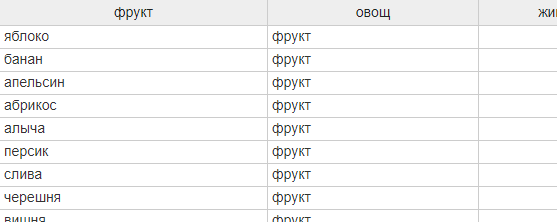 фрукт овощ жи
яблоко фрукт
банан фрукт
апельсин фрукт
абрикос фрукт
алыча фрукт
персик фрукт
слива фрукт
черешня фрукт
вишня фрукт